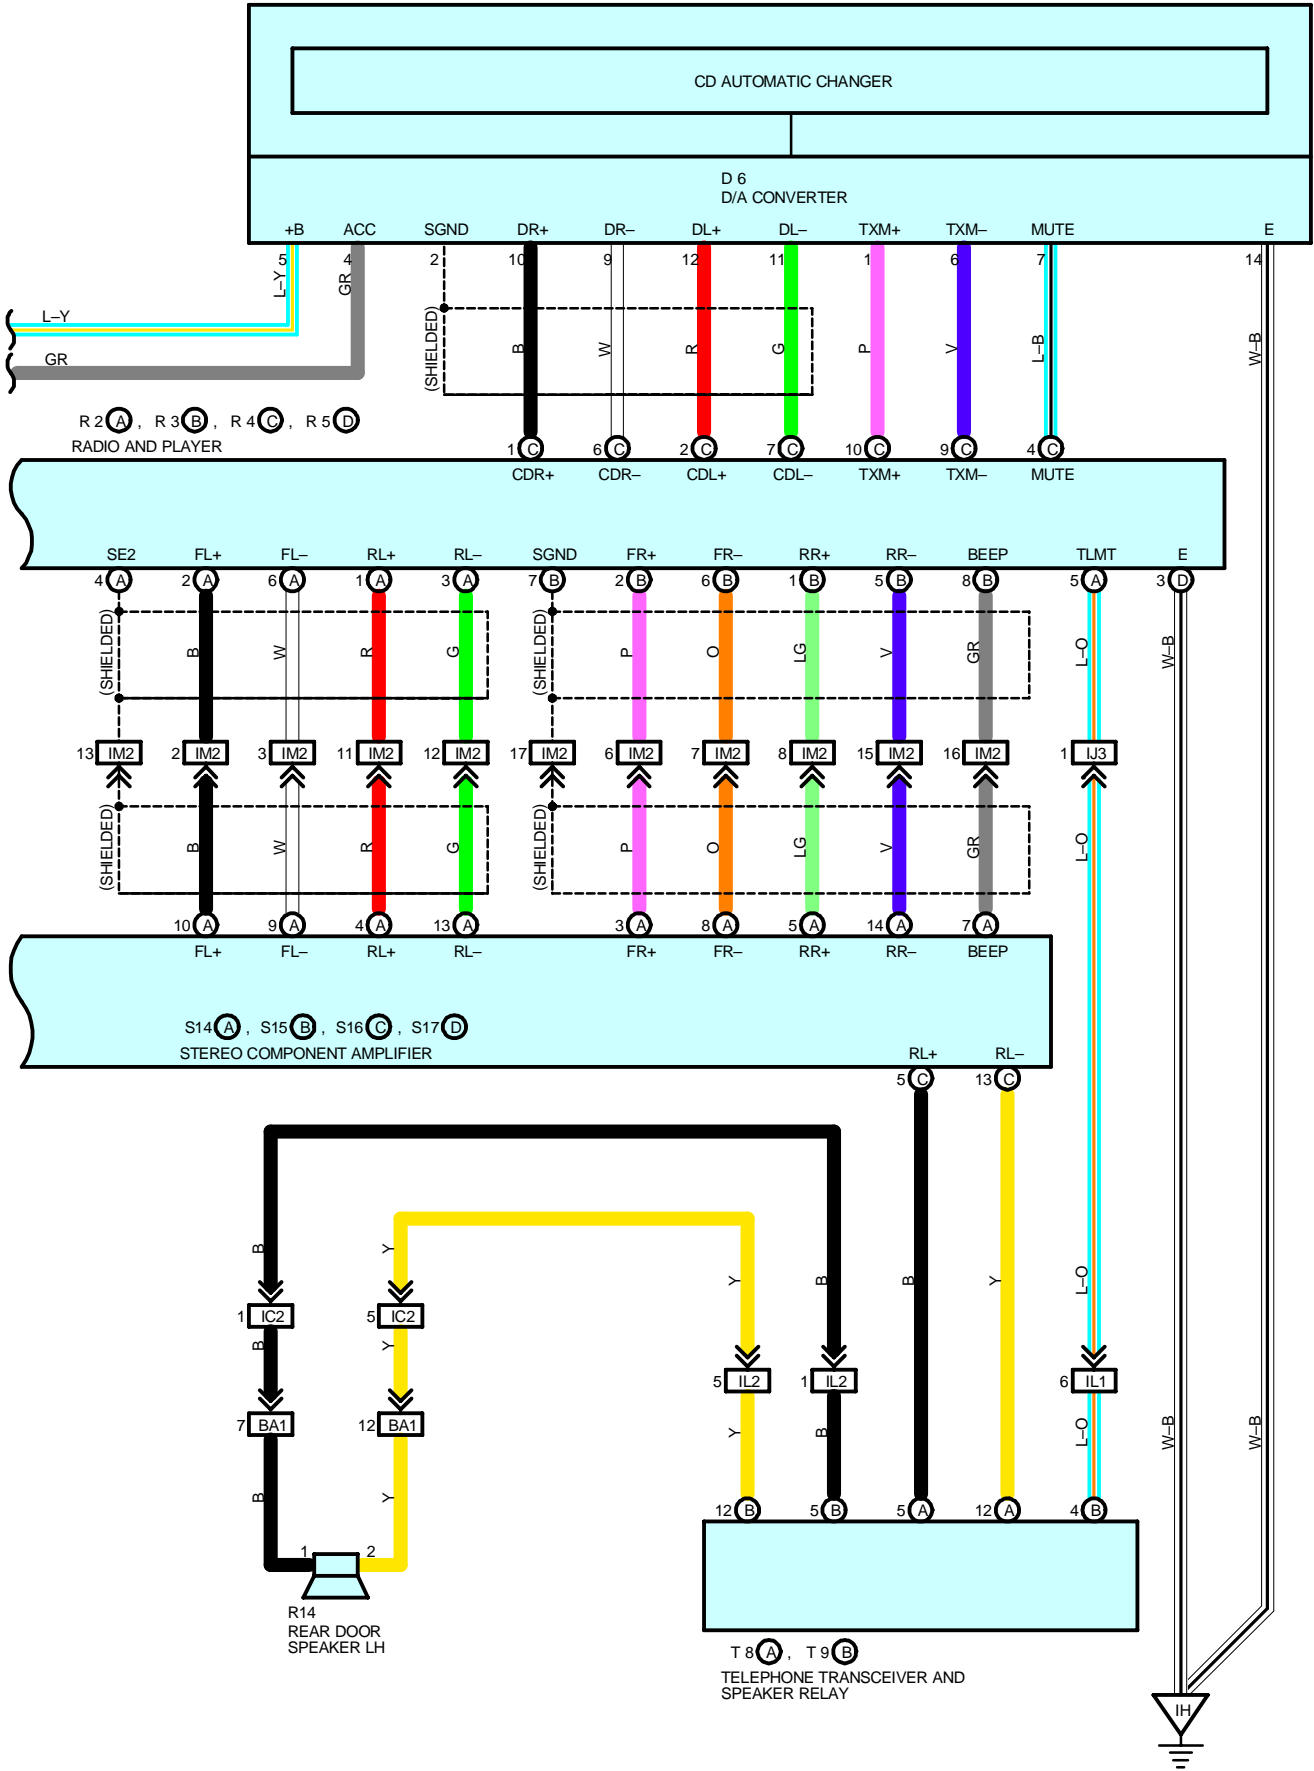 CD AUTOMATIC CHANGER
D 6
D/A CONVERTER
+B ACC SGND DR+ DR– DL+ DL– TXM+ TXM– MUTE E
5 4 2 10 9 12 11 1 6 7 14
L–Y GR
L–Y
GR
(SHIELDED) B W R G P V L–B W–B
R 2 A , R 3 B , R 4 C , R 5 D
RADIO AND PLAYER
1 C 6 C 2 C 7 C 10 C 9 C 4 C
CDR+ CDR– CDL+ CDL– TXM+ TXM– MUTE
SE2 FL+ FL– RL+ RL– SGND FR+ FR– RR+ RR– BEEP TLMT E
4 A 2 A 6 A 1 A 3 A 7 B 2 B 6 B 1 B 5 B 8 B 5 A 3 D
(SHIELDED) B W R G (SHIELDED) P O LG V GR L–O W–B
13 IM2 2 IM2 3 IM2 11 IM2 12 IM2 17 IM2 6 IM2 7 IM2 8 IM2 15 IM2 16 IM2 1 IJ3
(SHIELDED) B W R G (SHIELDED) P O LG V GR L–O
10 A 9 A 4 A 13 A 3 A 8 A 5 A 14 A 7 A
FL+ FL– RL+ RL– FR+ FR– RR+ RR– BEEP
S14 A , S15 B , S16 C , S17 D
STEREO COMPONENT AMPLIFIER
RL+ RL–
5 C 13 C
B Y Y B B Y L–O
1 IC2 5 IC2
B Y
5 IL2 1 IL2 6 IL1
7 BA1 12 BA1
Y B L–O W–B W–B
B Y
12 B 5 B 5 A 12 A 4 B
1 2
R14
REAR DOOR
SPEAKER LH
T 8 A , T 9 B
TELEPHONE TRANSCEIVER AND
SPEAKER RELAY
IH